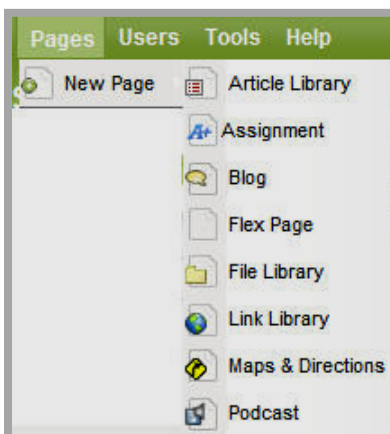 Pages Users Tools Help
New Page
Article Library
A+ Assignment
Blog
Flex Page
File Library
Link Library
Maps & Directions
Podcast